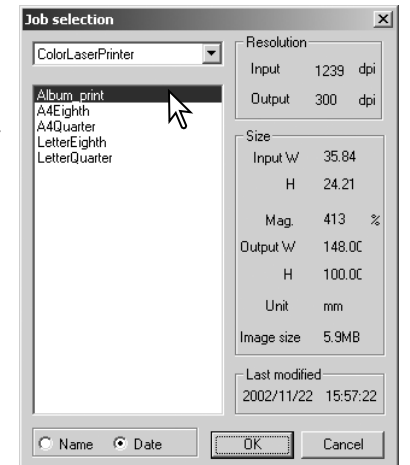 Job selection
ColorLaserPrinter
Album_print
A4Eighth
A4Quarter
LetterEighth
LetterQuarter
Name Date
Resolution
Input 1239 dpi
Output 300 dpi
Size
Input W 35.84
H 24.21
Mag. 413 %
Output W 148.00
H 100.00
Unit mm
Image size 5.9MB
Last modified
2002/11/22 15:57:22
OK Cancel